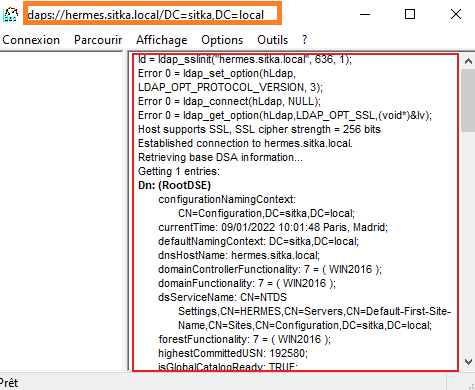 daps://hermes.sitka.local/DC=sitka,DC=local
Connexion Parcourir Affichage Options Outils ?
ld = ldap_sslinit("hermes.sitka.local", 636, 1);
Error 0 = ldap_set_option(hLdap,
LDAP_OPT_PROTOCOL_VERSION, 3);
Error 0 = ldap_connect(hLdap, NULL);
Error 0 = ldap_get_option(hLdap,LDAP_OPT_SSL,(void*)&lv);
Host supports SSL, SSL cipher strength = 256 bits
Established connection to hermes.sitka.local.
Retrieving base DSA information...
Getting 1 entries:
Dn: (RootDSE)
configurationNamingContext:
CN=Configuration,DC=sitka,DC=local;
currentTime: 09/01/2022 10:01:48 Paris, Madrid;
defaultNamingContext: DC=sitka,DC=local;
dnsHostName: hermes.sitka.local;
domainControllerFunctionality: 7 = ( WIN2016 );
domainFunctionality: 7 = ( WIN2016 );
dsServiceName: CN=NTDS
Settings,CN=HERMES,CN=Servers,CN=Default-First-Site-
Name,CN=Sites,CN=Configuration,DC=sitka,DC=local;
forestFunctionality: 7 = ( WIN2016 );
highestCommittedUSN: 192580;
isGlobalCatalogReady: TRUE;
Prêt